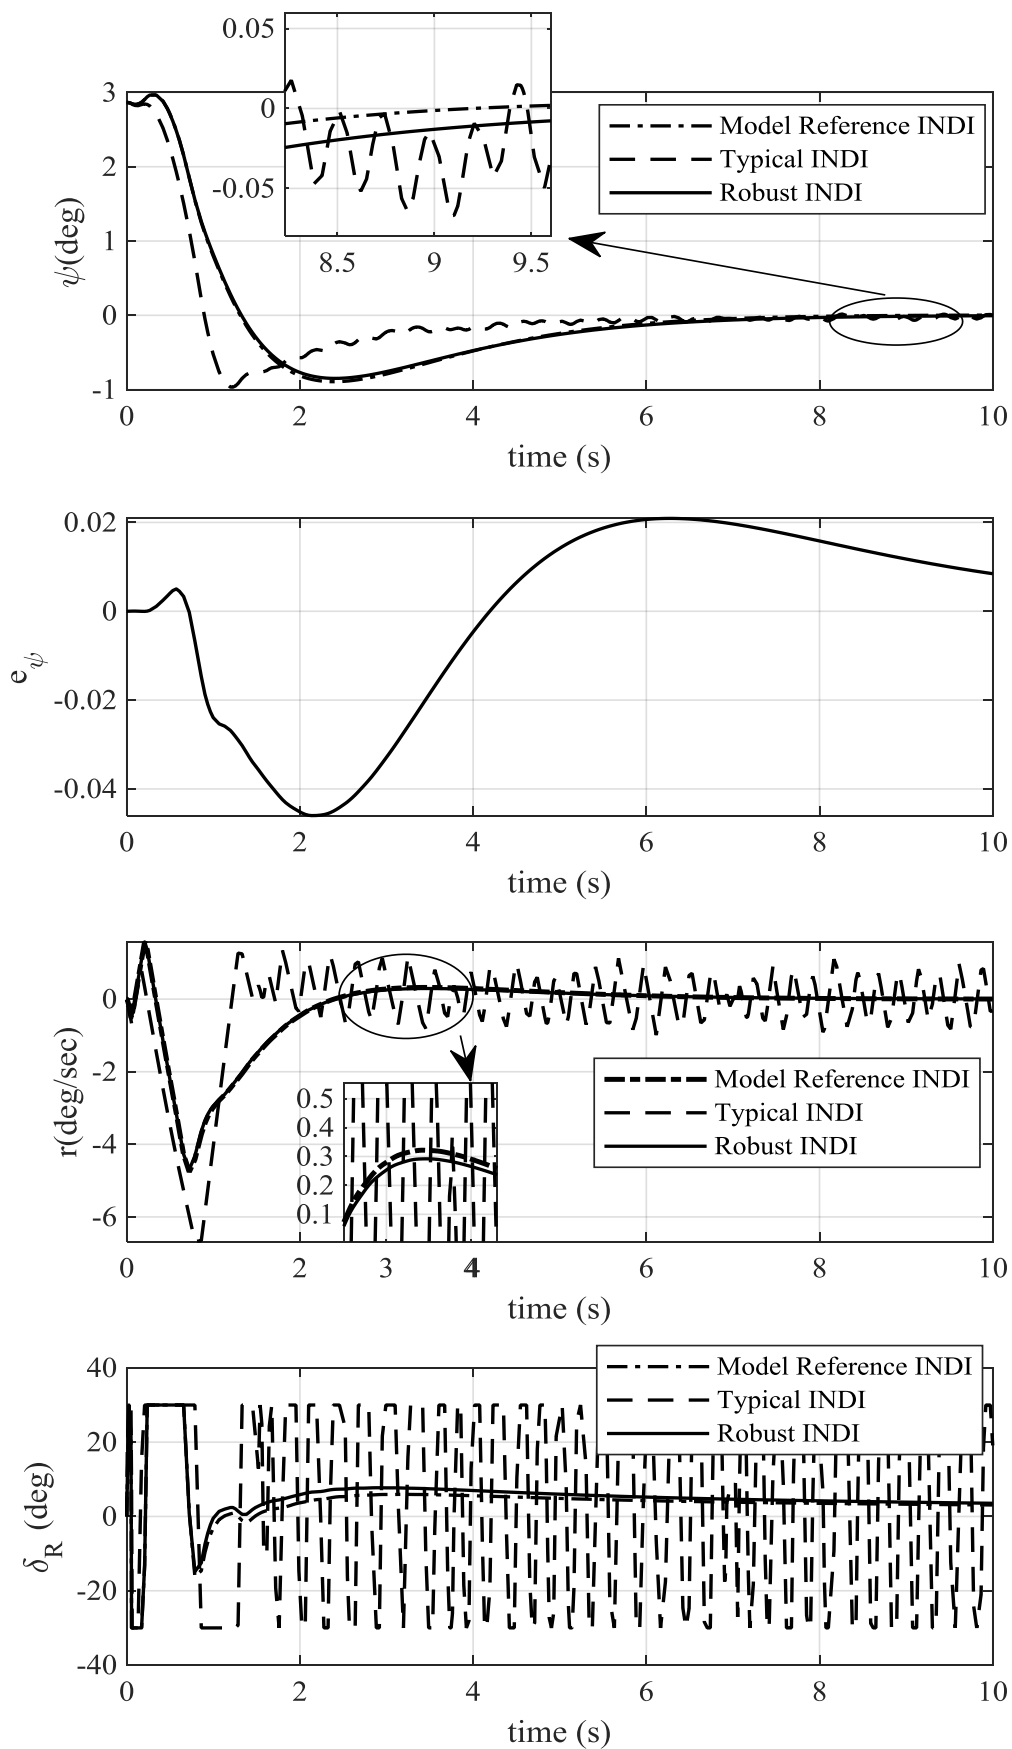 0.05
0
-0.05
8.5 9 9.5
3
2
1
0
-1
ψ(deg)
Model Reference INDI
Typical INDI
Robust INDI
0 2 4 6 8 10
time (s)
0.02
0
-0.02
-0.04
eψ
0 2 4 6 8 10
time (s)
0
-2
-4
-6
r(deg/sec)
Model Reference INDI
Typical INDI
Robust INDI
0.5
0.4
0.3
0.2
0.1
0 2 3 4 6 8 10
time (s)
40
20
0
-20
-40
δR (deg)
Model Reference INDI
Typical INDI
Robust INDI
0 2 4 6 8 10
time (s)